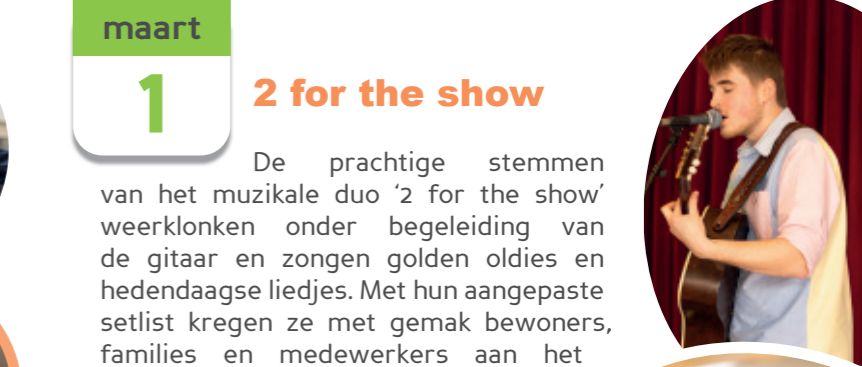 maart
1
2 for the show
De prachtige stemmen
van het muzikale duo ‘2 for the show’
weerklonken onder begeleiding van
de gitaar en zongen golden oldies en
hedendaagse liedjes. Met hun aangepaste
setlist kregen ze met gemak bewoners,
families en medewerkers aan het